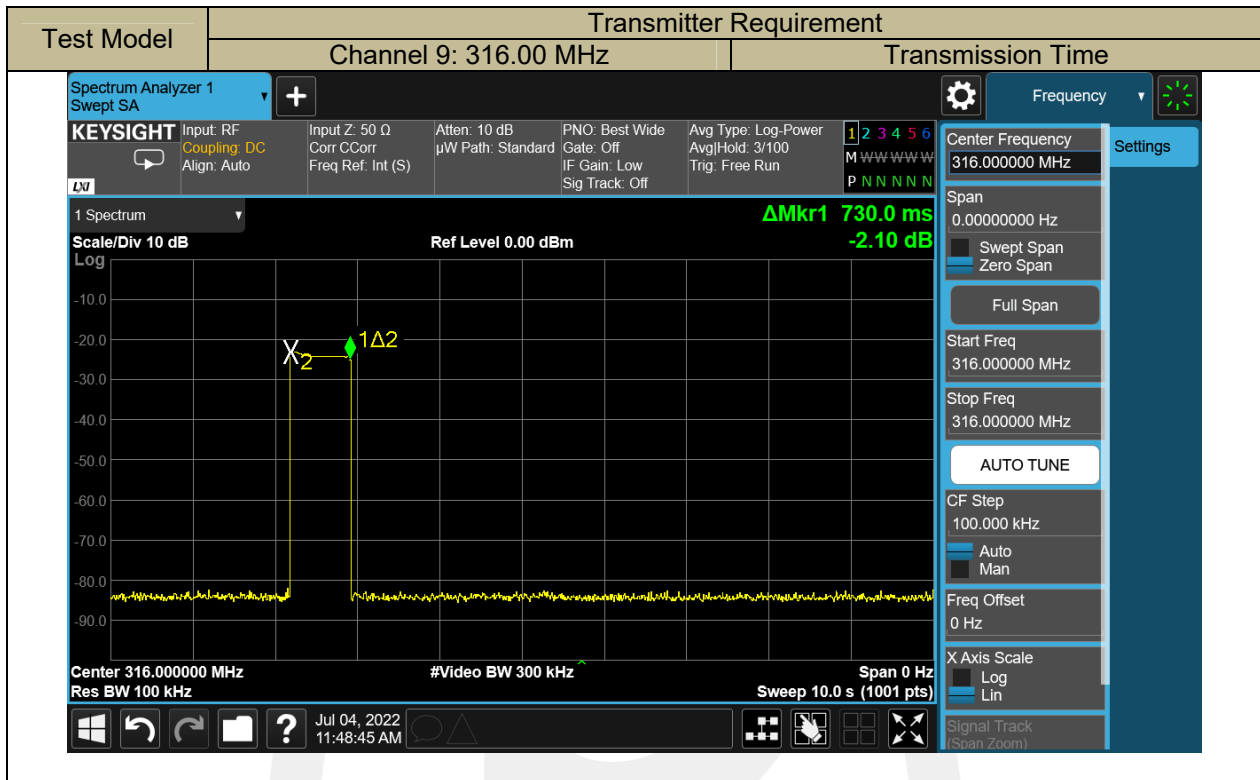 Test Model
Transmitter Requirement
Channel 9: 316.00 MHz
Transmission Time
Spectrum Analyzer 1
Swept SA
Frequency
KEYSIGHT
LXI
Input: RF
Coupling: DC
Align: Auto
Input Z: 50 Ω
Corr CCorr
Freq Ref: Int (S)
Atten: 10 dB
µW Path: Standard
PNO: Best Wide
Gate: Off
IF Gain: Low
Sig Track: Off
Avg Type: Log-Power
Avg|Hold: 3/100
Trig: Free Run
1 2 3 4 5 6
M W W W W W
P N N N N N
1 Spectrum
ΔMkr1 730.0 ms
-2.10 dB
Scale/Div 10 dB
Ref Level 0.00 dBm
Log
-10.0
-20.0
-30.0
-40.0
-50.0
-60.0
-70.0
-80.0
-90.0
X2
1Δ2
Center 316.000000 MHz
#Video BW 300 kHz
Span 0 Hz
Res BW 100 kHz
Sweep 10.0 s (1001 pts)
Jul 04, 2022
11:48:45 AM
Center Frequency
316.000000 MHz
Settings
Span
0.00000000 Hz
Swept Span
Zero Span
Full Span
Start Freq
316.000000 MHz
Stop Freq
316.000000 MHz
AUTO TUNE
CF Step
100.000 kHz
Auto
Man
Freq Offset
0 Hz
X Axis Scale
Log
Lin
Signal Track
(Span Zoom)